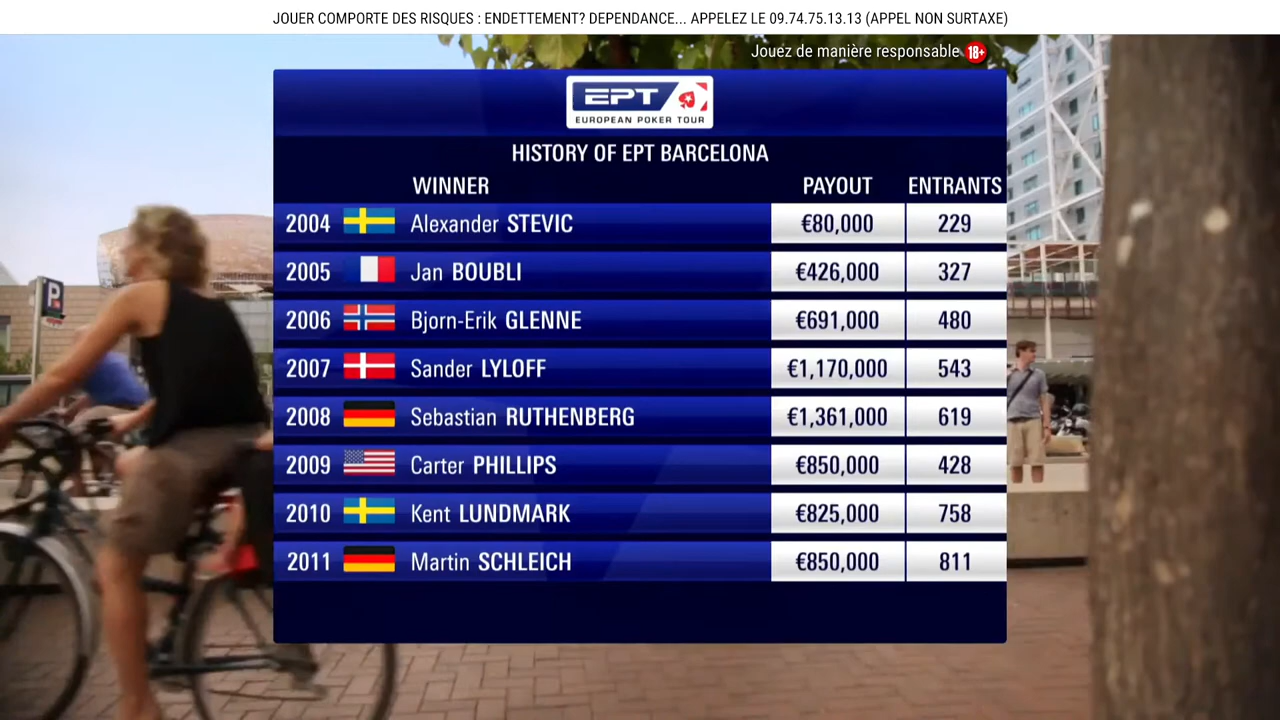 JOUER COMPORTE DES RISQUES : ENDETTEMENT? DEPENDANCE... APPELEZ LE 09.74.75.13.13 (APPEL NON SURTAXE)
Jouez de manière responsable 18+
EPT
EUROPEAN POKER TOUR
HISTORY OF EPT BARCELONA
WINNER PAYOUT ENTRANTS
2004 Alexander STEVIC €80,000 229
2005 Jan BOUBLI €426,000 327
2006 Bjorn-Erik GLENNE €691,000 480
2007 Sander LYLOFF €1,170,000 543
2008 Sebastian RUTHENBERG €1,361,000 619
2009 Carter PHILLIPS €850,000 428
2010 Kent LUNDMARK €825,000 758
2011 Martin SCHLEICH €850,000 811
P